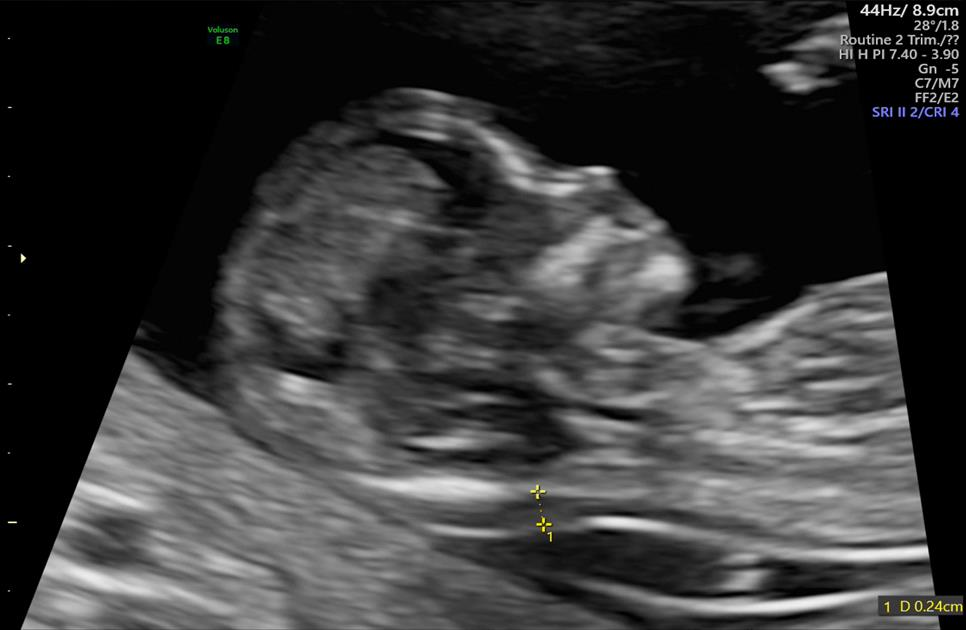 Voluson
E8
44Hz/ 8.9cm
28°/1.8
Routine 2 Trim./??
HI H PI 7.40 - 3.90
Gn -5
C7/M7
FF2/E2
SRI II 2/CRI 4
1
1 D 0.24cm